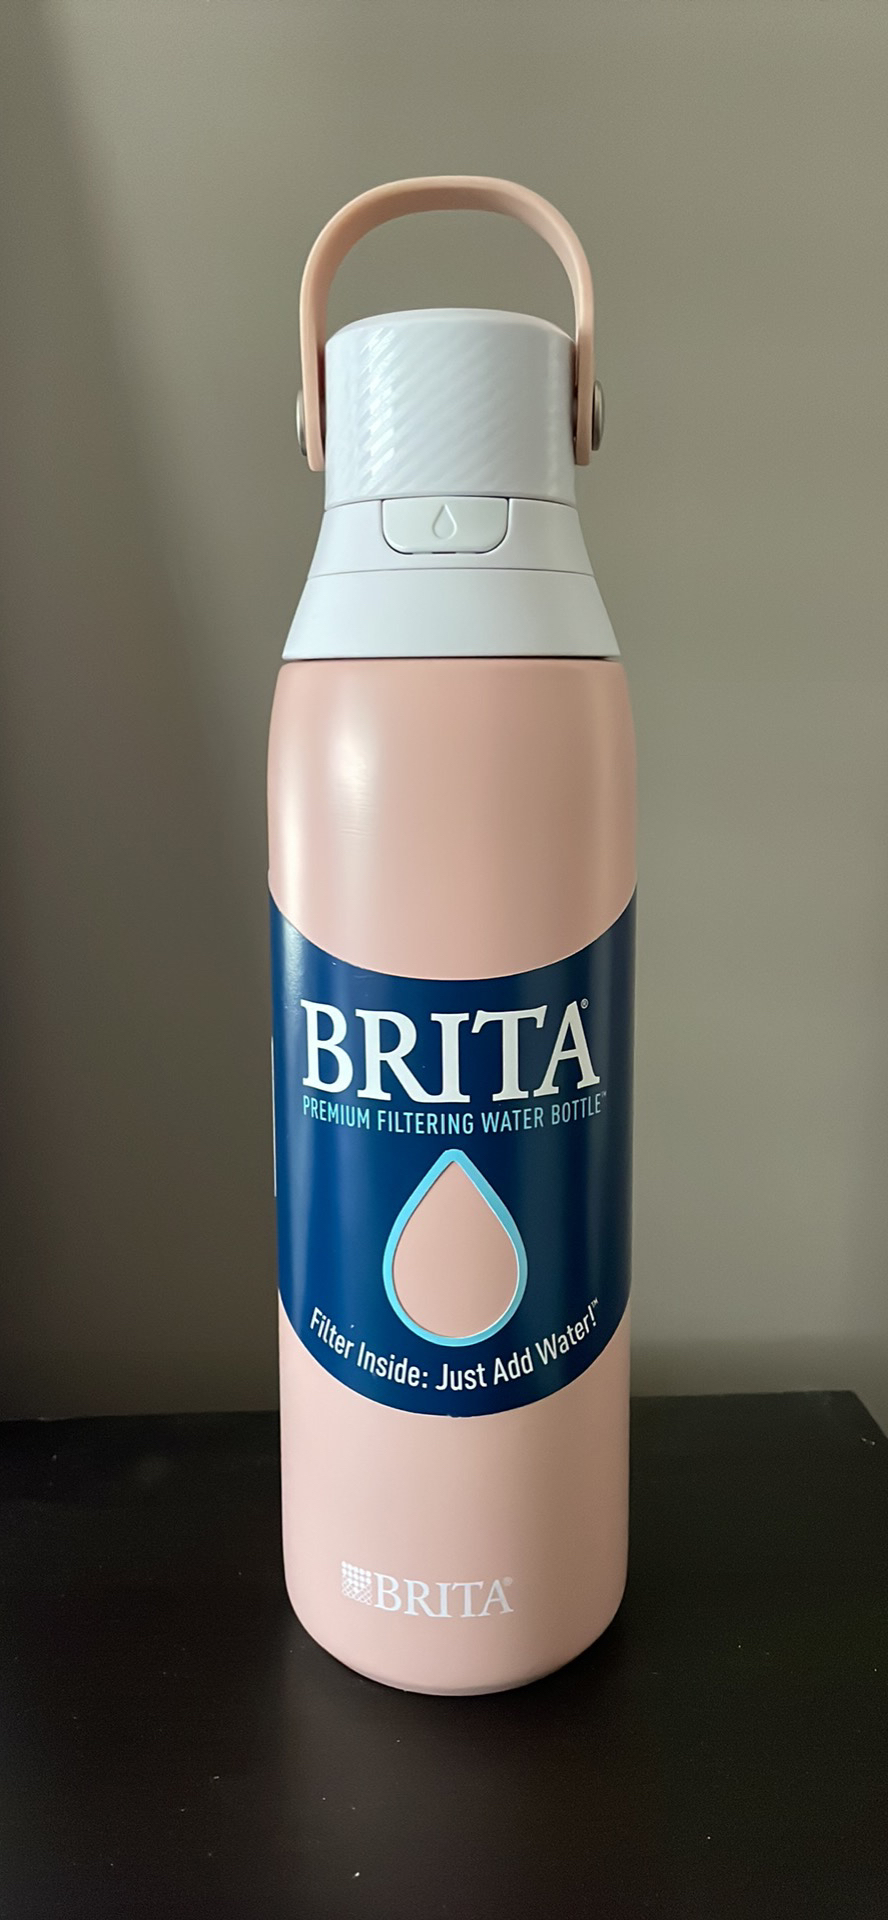 BRITA®
PREMIUM FILTERING WATER BOTTLE™
Filter Inside: Just Add Water!™
BRITA®